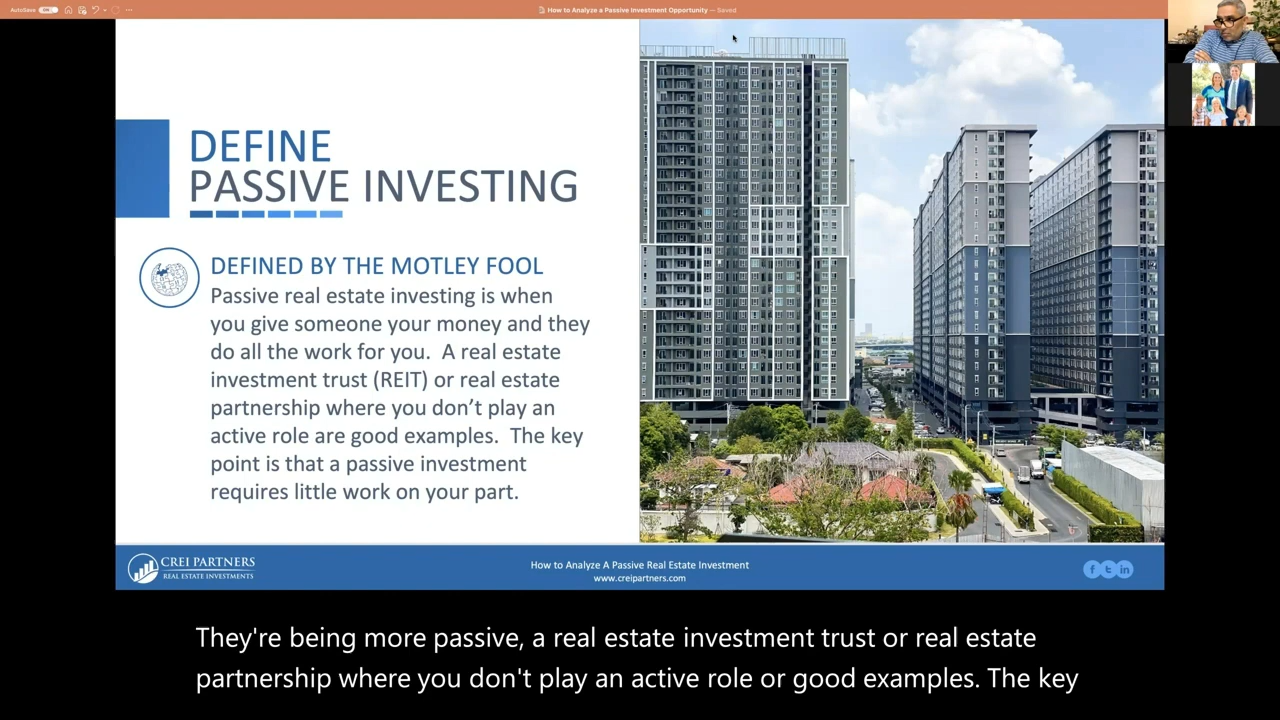 AutoSave ON
How to Analyze a Passive Investment Opportunity — Saved
DEFINE
PASSIVE INVESTING
DEFINED BY THE MOTLEY FOOL
Passive real estate investing is when
you give someone your money and they
do all the work for you. A real estate
investment trust (REIT) or real estate
partnership where you don’t play an
active role are good examples. The key
point is that a passive investment
requires little work on your part.
CREI PARTNERS
REAL ESTATE INVESTMENTS
How to Analyze A Passive Real Estate Investment
www.creipartners.com
f t in
They're being more passive, a real estate investment trust or real estate
partnership where you don't play an active role or good examples. The key